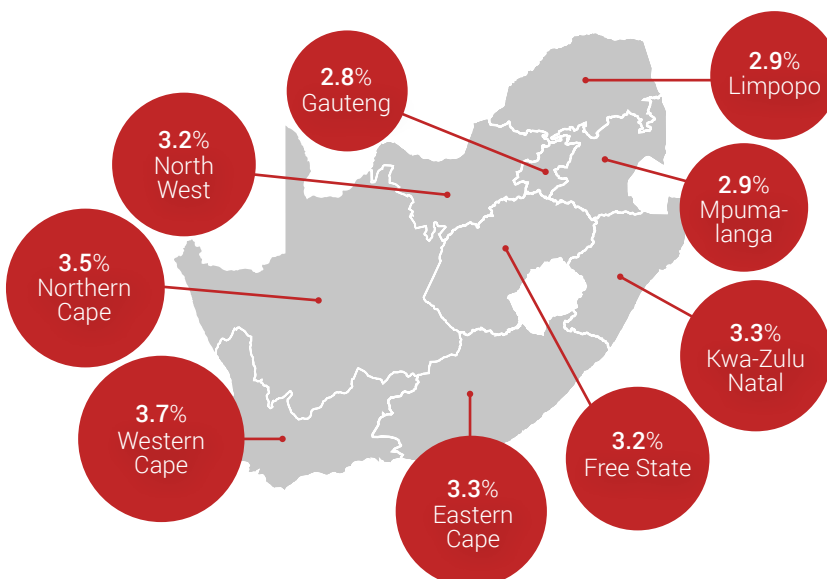 2.8%
Gauteng
2.9%
Limpopo
3.2%
North
West
2.9%
Mpuma-
langa
3.5%
Northern
Cape
3.3%
Kwa-Zulu
Natal
3.7%
Western
Cape
3.2%
Free State
3.3%
Eastern
Cape